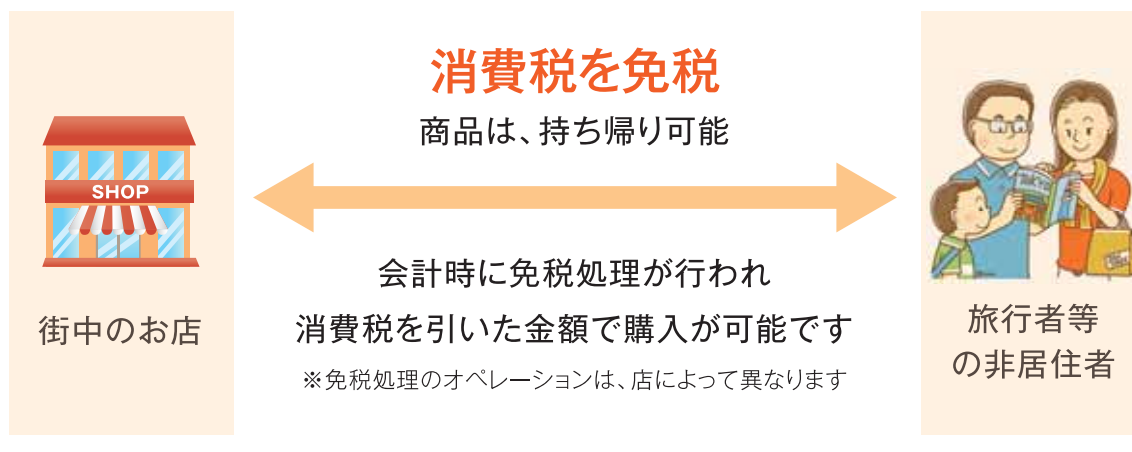 消費税を免税
商品は、持ち帰り可能
SHOP
街中のお店
会計時に免税処理が行われ
消費税を引いた金額で購入が可能です
※免税処理のオペレーションは、店によって異なります
旅行者等
の非居住者